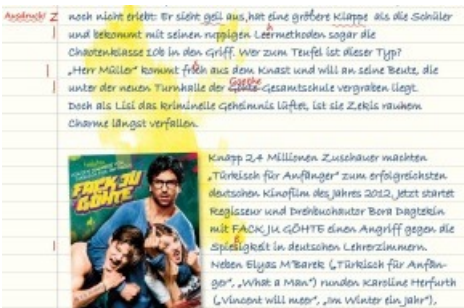 Ausdruck! Z
noch nicht erlebt: Er sieht geil aus, hat eine größere Klappe als die Schüler
und bekommt mit seinen ruppigen Leermethoden sogar die
h
Chaotenklasse 10b in den Griff. Wer zum Teufel ist dieser Typ?
„Herr Müller“ kommt frich aus dem Knast und will an seine Beute, die
s
Goethe
unter der neuen Turnhalle der Göhte-Gesamtschule vergraben liegt.
Doch als Lisi das kriminelle Geheimnis lüftet, ist sie Zekis rauhem
Charme längst verfallen.
FACK JU
GÖHTE
Knapp 2,4 Millionen Zuschauer machten
„Türkisch für Anfänger“ zum erfolgreichsten
deutschen Kinofilm des Jahres 2012, Jetzt startet
Regisseur und Drehbuchautor Bora Dagtekin
mit FACK JU GÖHTE einen Angriff gegen die
ß
Spiesigkeit in deutschen Lehrerzimmern.
Neben Elyas M'Barek („Türkisch für Anfän-
ger“, „What a Man“) runden Karoline Herfurth
(„Vincent will meer“, „Im Winter ein Jahr“),